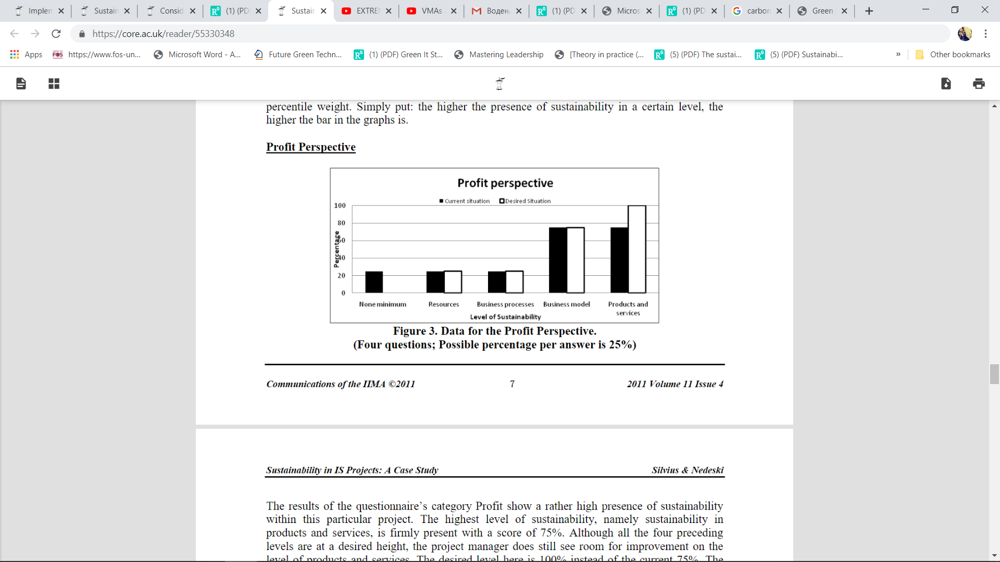 Implem
Sustain
Consid
(1) (PD
Sustain
EXTRE
VMAs
Водень
(1) (PD
Micros
(1) (PD
carbon
Green
https://core.ac.uk/reader/55330348
Apps
FOS https://www.fos-un...
Microsoft Word - A...
Future Green Techn...
(1) (PDF) Green It St...
Mastering Leadership
[Theory in practice (...
(5) (PDF) The sustai...
(5) (PDF) Sustainabi...
»
Other bookmarks
percentile weight. Simply put: the higher the presence of sustainability in a certain level, the
higher the bar in the graphs is.
Profit Perspective
Profit perspective
Current situation Desired Situation
Percentage
100
80
60
40
20
0
None minimum Resources Business processes Business model Products and
services
Level of Sustainability
Figure 3. Data for the Profit Perspective.
(Four questions; Possible percentage per answer is 25%)
Communications of the IIMA ©2011 7 2011 Volume 11 Issue 4
Sustainability in IS Projects: A Case Study Silvius & Nedeski
The results of the questionnaire’s category Profit show a rather high presence of sustainability
within this particular project. The highest level of sustainability, namely sustainability in
products and services, is firmly present with a score of 75%. Although all the four preceding
levels are at a desired height, the project manager does still see room for improvement on the
level of products and services. The desired level here is 100% instead of the current 75%. The